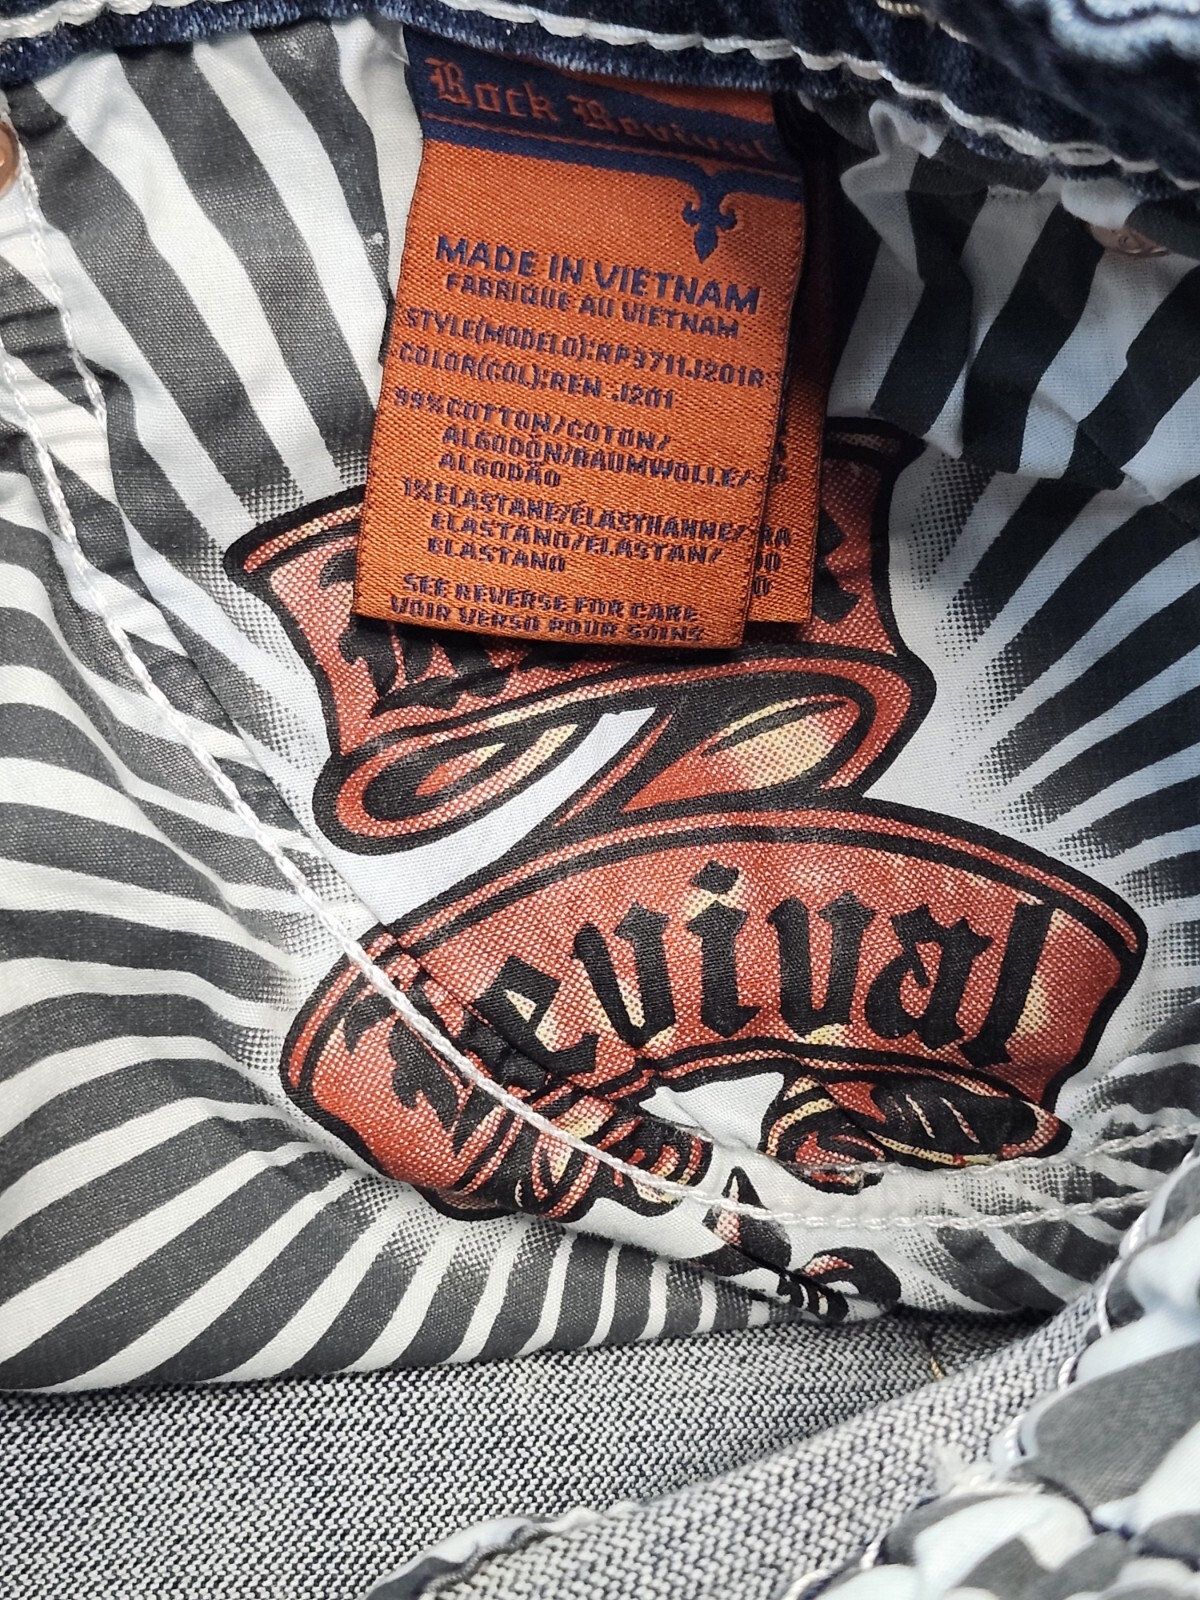 Rock Revival
MADE IN VIETNAM
FABRIQUE AU VIETNAM
STYLE(MODELO):RP3711J201R
COLOR(COL):REN J201
99%COTTON/COTON/
ALGODÓN/BAUMWOLLE/
ALGODÃO
1%ELASTANE/ÉLASTHANNE/
ELASTANO/ELASTAN/
ELASTANO
SEE REVERSE FOR CARE
VOIR VERSO POUR SOINS
Revival